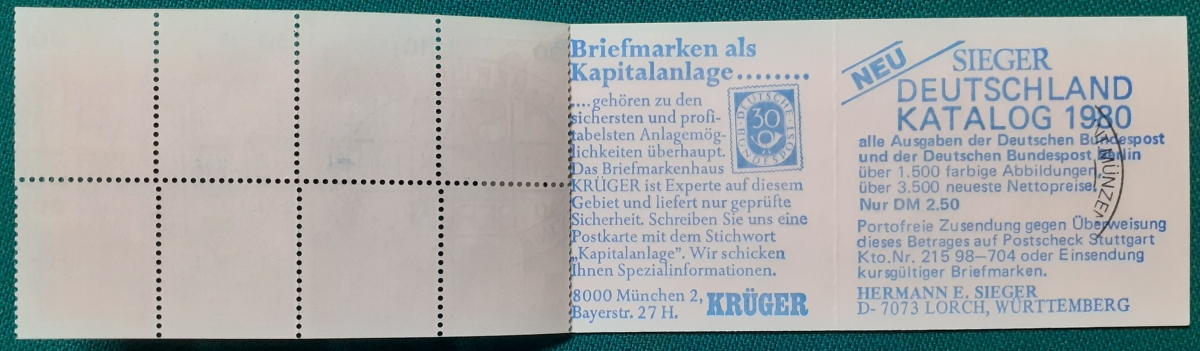 Briefmarken als
Kapitalanlage........
....gehören zu den
sichersten und profi-
tabelsten Anlagemög-
lichkeiten überhaupt.
Das Briefmarkenhaus
KRÜGER ist Experte auf diesem
Gebiet und liefert nur geprüfte
Sicherheit. Schreiben Sie uns eine
Postkarte mit dem Stichwort
„Kapitalanlage”. Wir schicken
Ihnen Spezialinformationen.
8000 München 2,
Bayerstr. 27 H.
KRÜGER
DEUTSCHE
BUNDESPOST
30
NEU
SIEGER
DEUTSCHLAND
KATALOG 1980
alle Ausgaben der Deutschen Bundespost
und der Deutschen Bundespost Berlin
über 1.500 farbige Abbildungen,
über 3.500 neueste Nettopreise.
Nur DM 2.50
Portofreie Zusendung gegen Überweisung
dieses Betrages auf Postscheck Stuttgart
Kto.Nr. 215 98–704 oder Einsendung
kursgültiger Briefmarken.
HERMANN E. SIEGER
D- 7073 LORCH, WÜRTTEMBERG
MÜNZEN